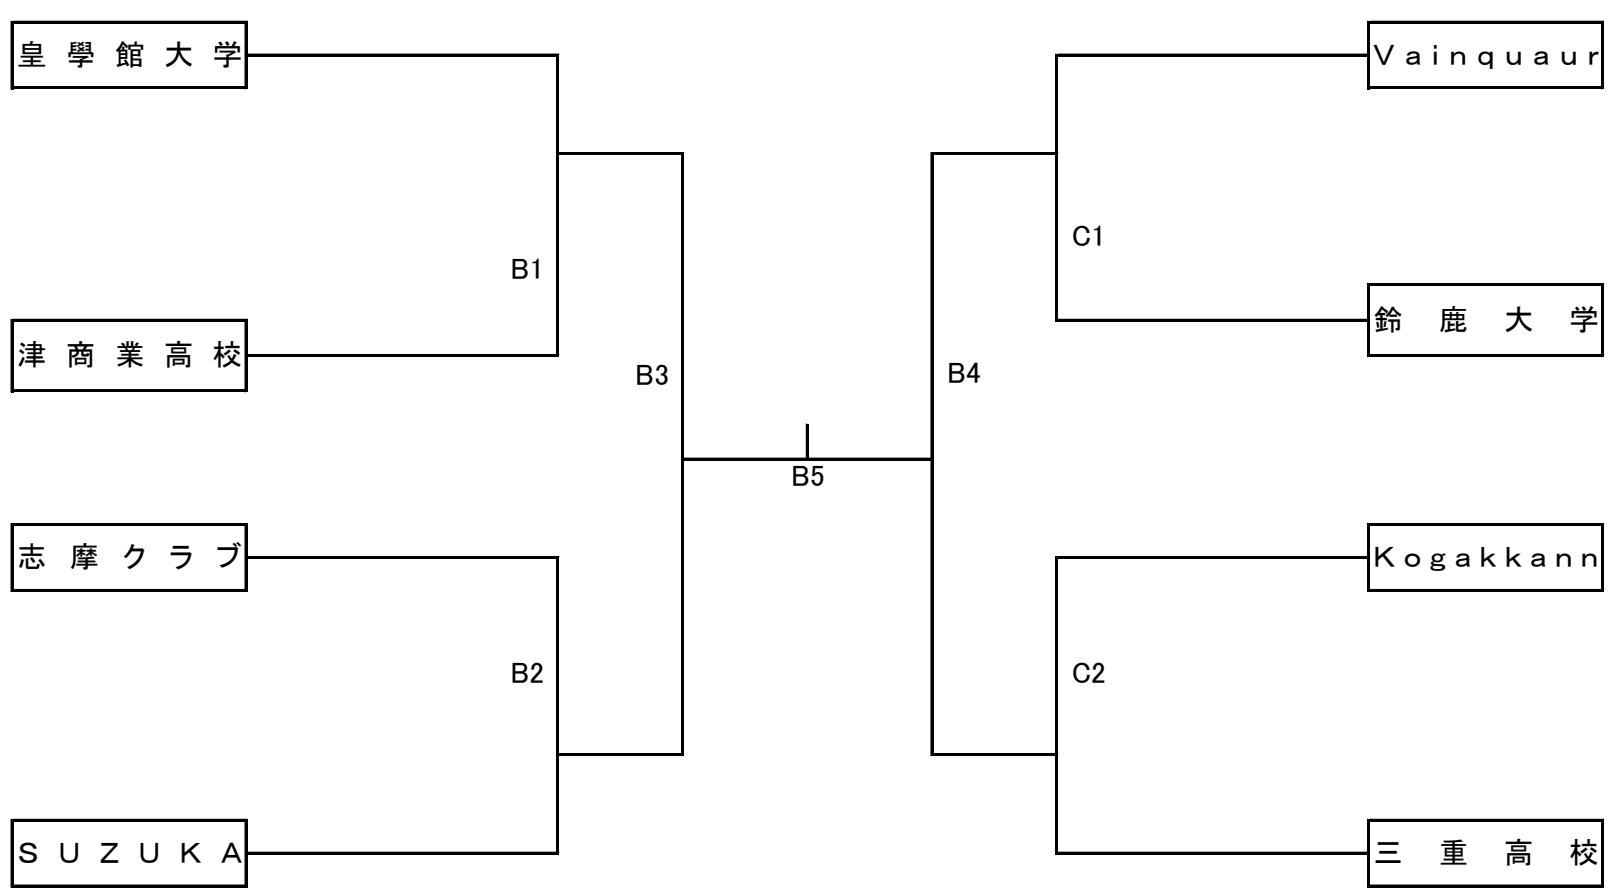 皇學館大学
Vainquaur
C1
B1
鈴鹿大学
津商業高校
B3
B4
B5
志摩クラブ
Kogakkann
B2
C2
SUZUKA
三重高校